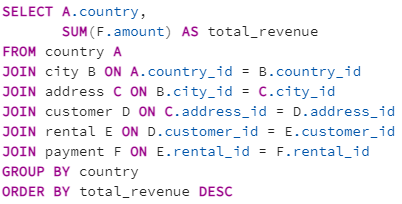 SELECT A.country,
       SUM(F.amount) AS total_revenue
FROM country A
JOIN city B ON A.country_id = B.country_id
JOIN address C ON B.city_id = C.city_id
JOIN customer D ON C.address_id = D.address_id
JOIN rental E ON D.customer_id = E.customer_id
JOIN payment F ON E.rental_id = F.rental_id
GROUP BY country
ORDER BY total_revenue DESC